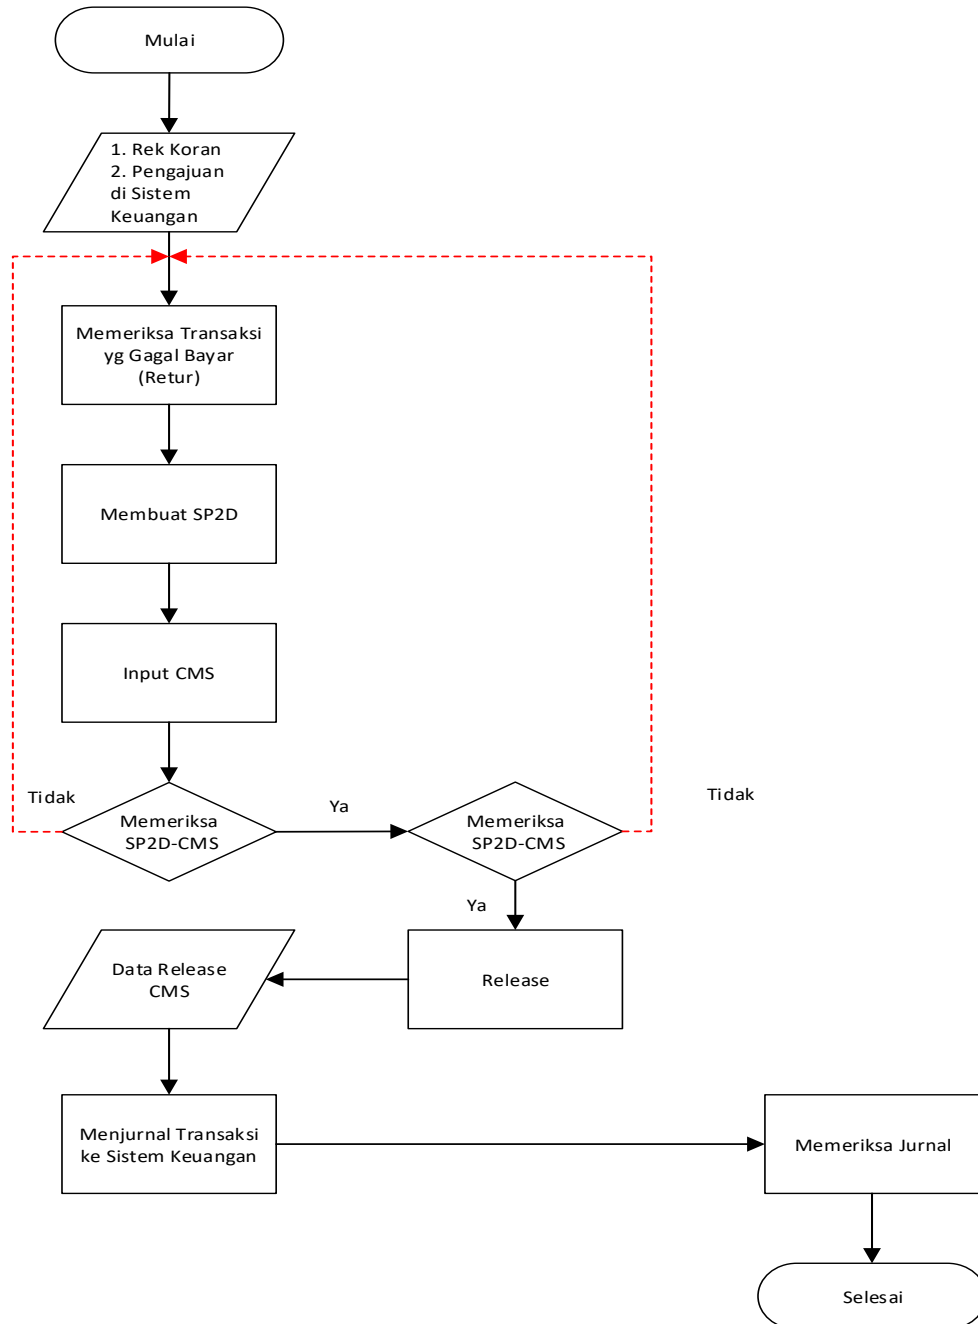 Mulai
1. Rek Koran
2. Pengajuan
di Sistem
Keuangan
Memeriksa Transaksi
yg Gagal Bayar
(Retur)
Membuat SP2D
Input CMS
Tidak
Memeriksa
SP2D-CMS
Ya
Memeriksa
SP2D-CMS
Tidak
Ya
Release
Data Release
CMS
Menjurnal Transaksi
ke Sistem Keuangan
Memeriksa Jurnal
Selesai